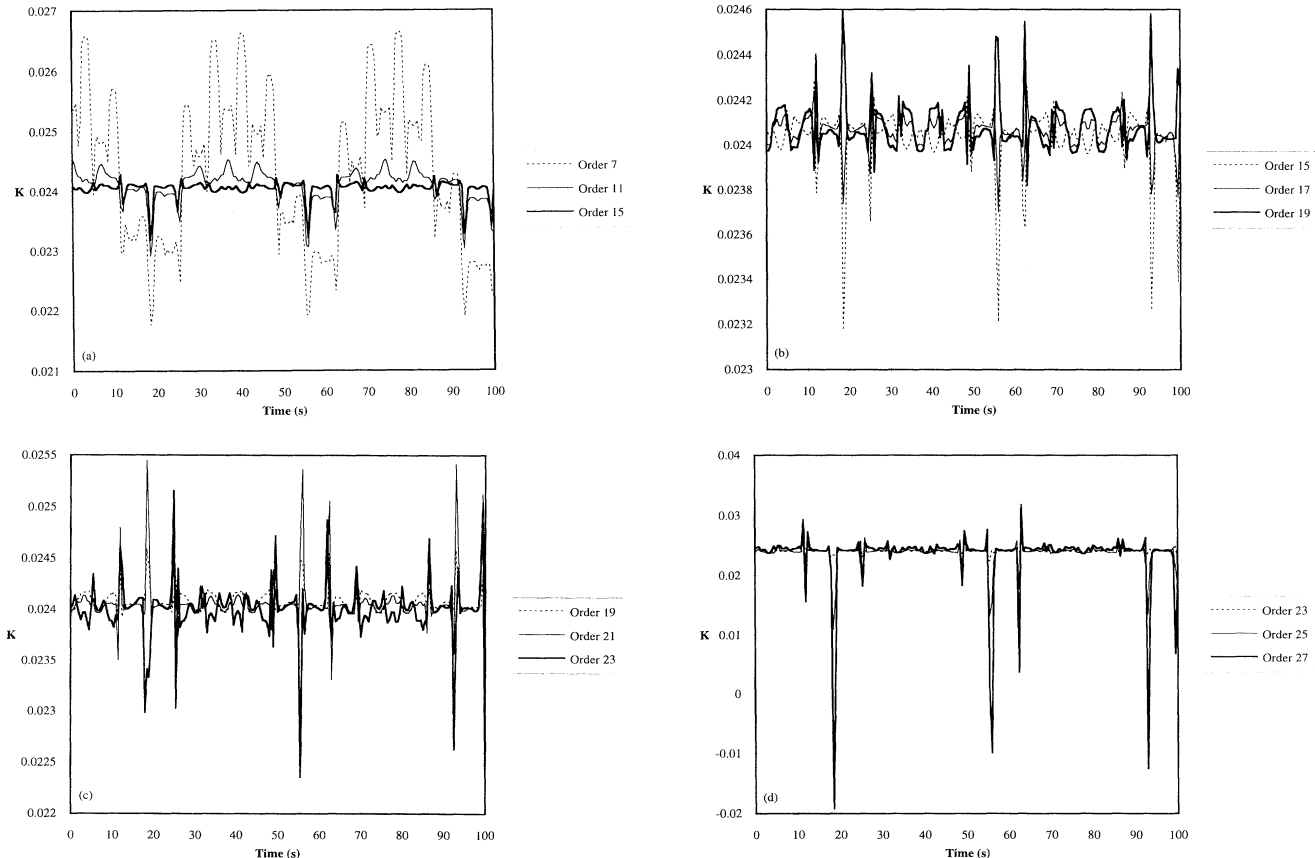 0.027
0.026
0.025
K 0.024
0.023
0.022
0.021
(a)
0 10 20 30 40 50 60 70 80 90 100
Time (s)
Order 7
Order 11
Order 15
0.0246
0.0244
0.0242
0.024
K 0.0238
0.0236
0.0234
0.0232
0.023
(b)
0 10 20 30 40 50 60 70 80 90 100
Time (s)
Order 15
Order 17
Order 19
0.0255
0.025
0.0245
0.024
K
0.0235
0.023
0.0225
0.022
(c)
0 10 20 30 40 50 60 70 80 90 100
Time (s)
Order 19
Order 21
Order 23
0.04
0.03
0.02
K 0.01
0
-0.01
-0.02
(d)
0 10 20 30 40 50 60 70 80 90 100
Time (s)
Order 23
Order 25
Order 27